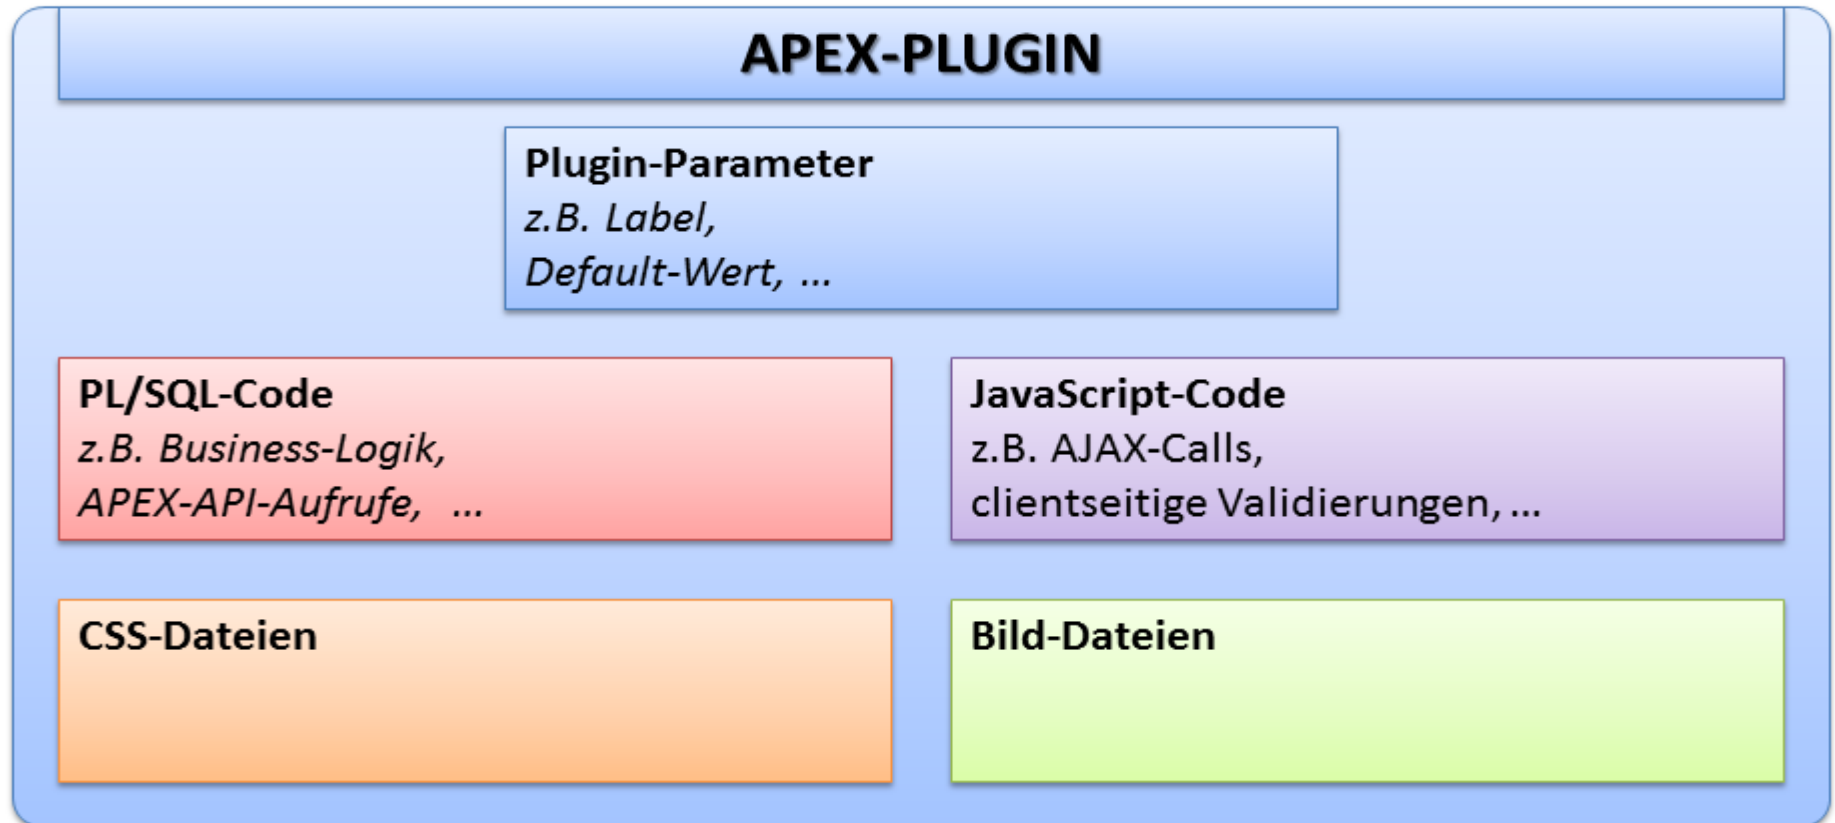 APEX-PLUGIN
Plugin-Parameter
z.B. Label,
Default-Wert, ...
PL/SQL-Code
z.B. Business-Logik,
APEX-API-Aufrufe, ...
JavaScript-Code
z.B. AJAX-Calls,
clientseitige Validierungen, ...
CSS-Dateien
Bild-Dateien